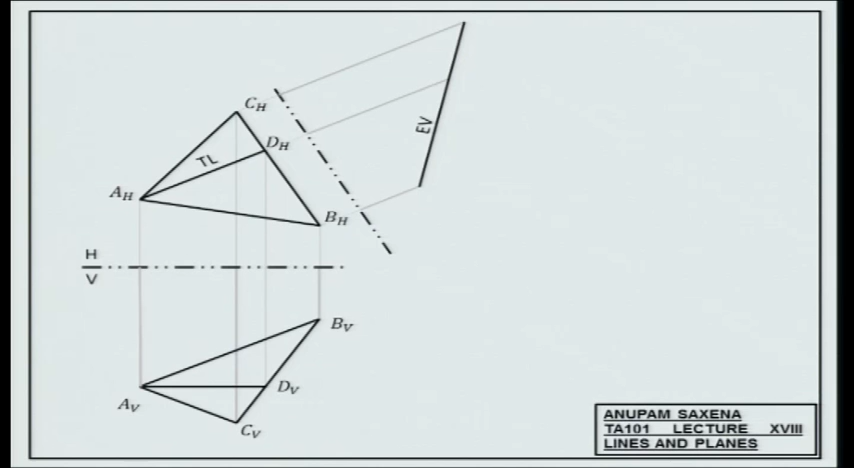 C_H
D_H
TL
EV
A_H
B_H
H
V
B_V
D_V
A_V
C_V
ANUPAM SAXENA
TA101 LECTURE XVIII
LINES AND PLANES